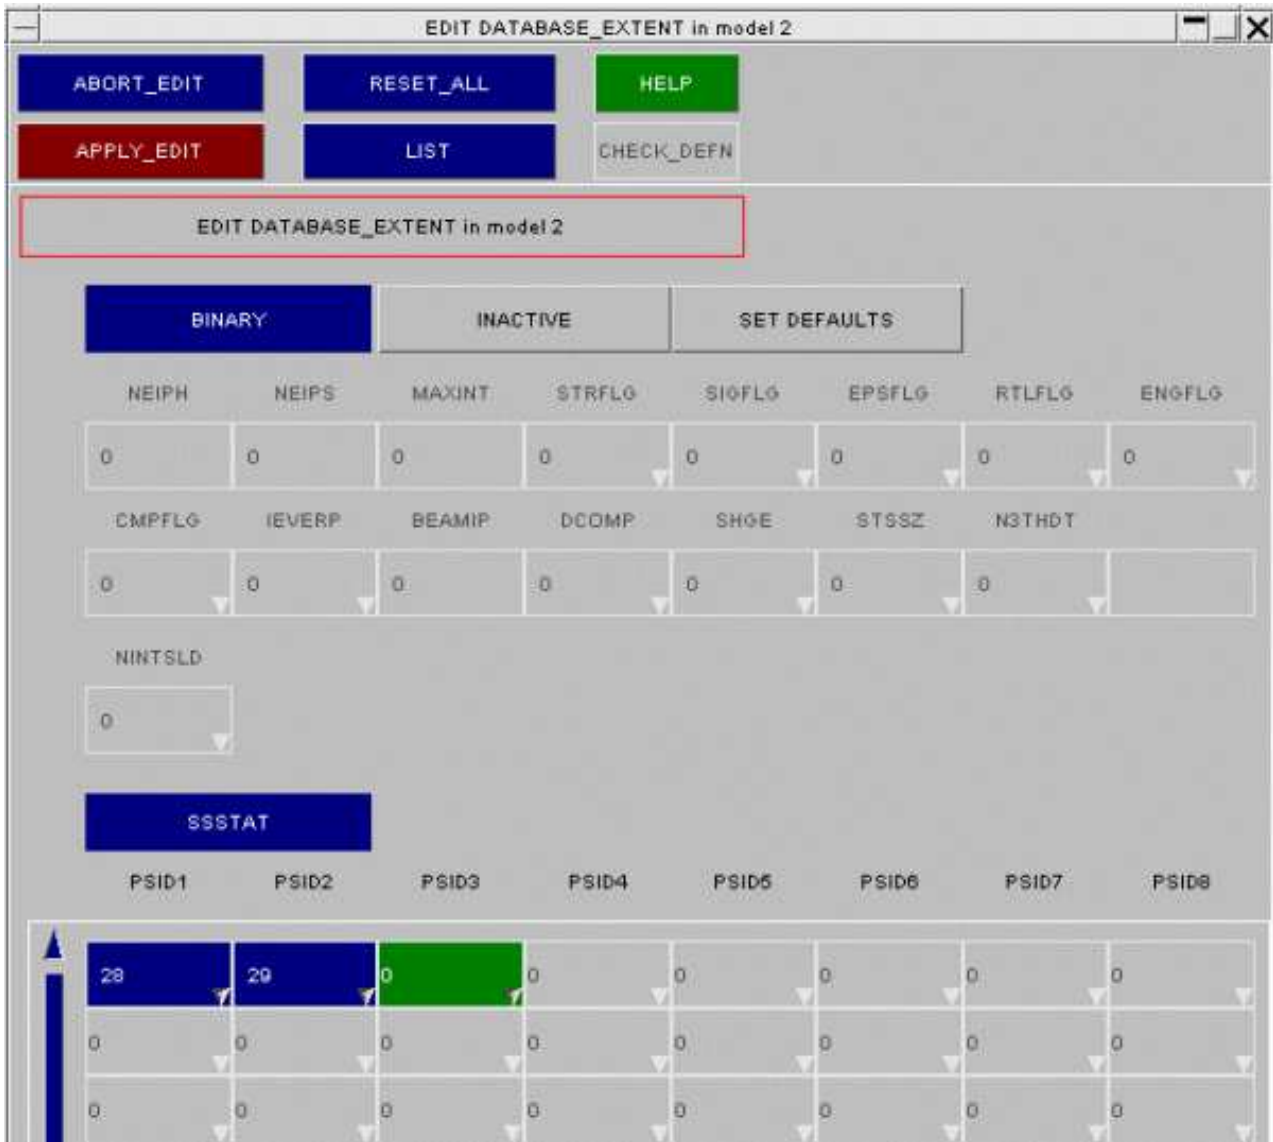 EDIT DATABASE_EXTENT in model 2
ABORT_EDIT RESET_ALL HELP
APPLY_EDIT LIST CHECK_DEFN
EDIT DATABASE_EXTENT in model 2
BINARY INACTIVE SET DEFAULTS
NEIPH NEIPS MAXINT STRFLG SIGFLG EPSFLG RTLFLG ENGFLG
0 0 0 0 0 0 0 0
CMPFLG IEVERP BEAMIP DCOMP SHGE STSSZ N3THDT
0 0 0 0 0 0 0
NINTSLD
0
SSSTAT
PSID1 PSID2 PSID3 PSID4 PSID5 PSID6 PSID7 PSID8
28 29 0 0 0 0 0 0
0 0 0 0 0 0 0 0
0 0 0 0 0 0 0 0